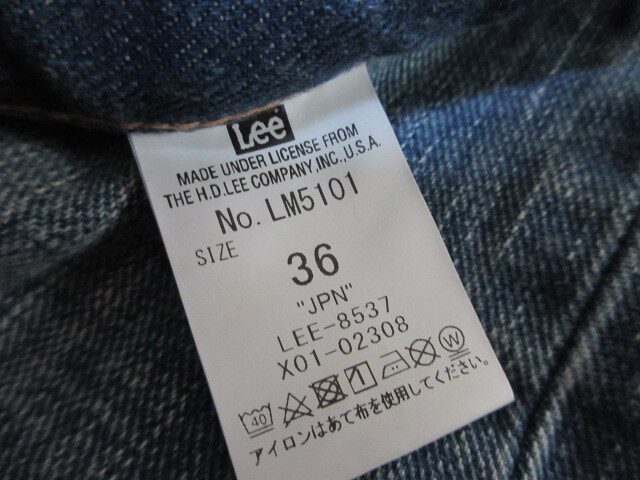 Lee
MADE UNDER LICENSE FROM
THE H.D.LEE COMPANY,INC.,U.S.A.
No. LM5101
SIZE
36
"JPN"
LEE-8537
X01-02308
40 W
アイロンはあて布を使用してください。